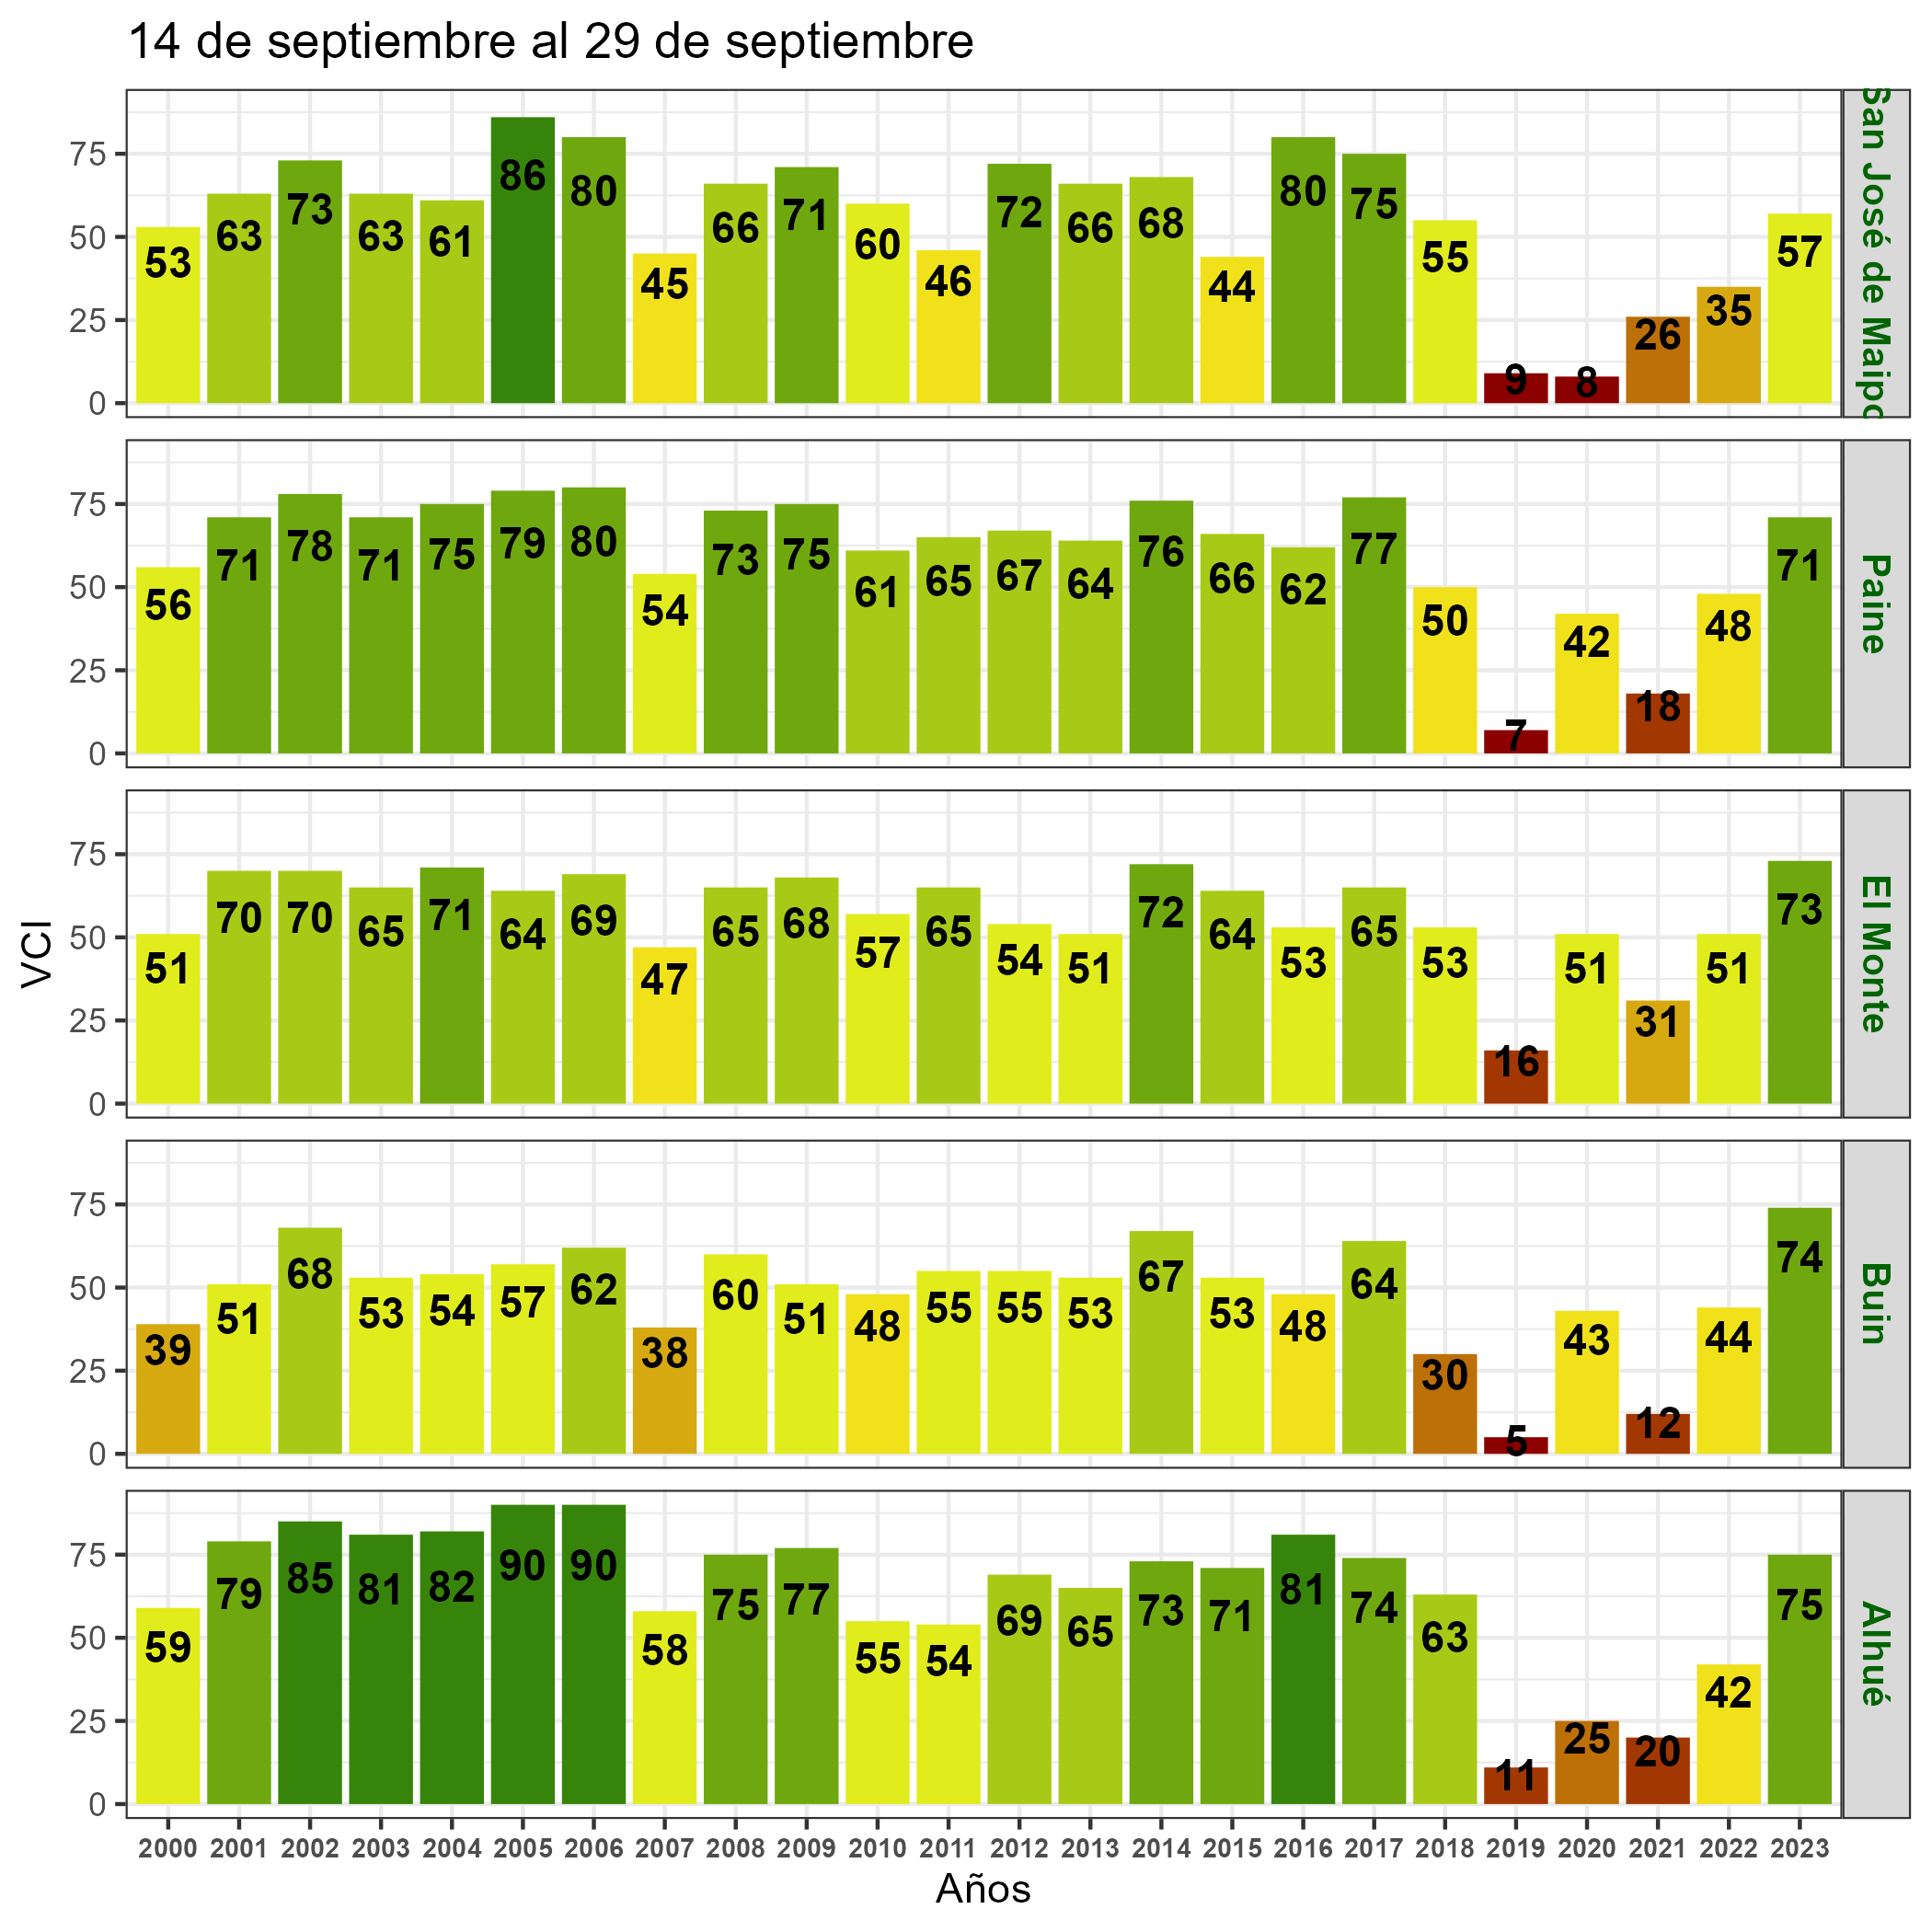 14 de septiembre al 29 de septiembre
75
50
25
0
53 63 73 63 61 86 80 45 66 71 60 46 72 66 68 44 80 75 55 9 8 26 35 57
San José de Maipo
75
50
25
0
56 71 78 71 75 79 80 54 73 75 61 65 67 64 76 66 62 77 50 7 42 18 48 71
Paine
VCI
75
50
25
0
51 70 70 65 71 64 69 47 65 68 57 65 54 51 72 64 53 65 53 16 51 31 51 73
El Monte
75
50
25
0
39 51 68 53 54 57 62 38 60 51 48 55 55 53 67 53 48 64 30 5 43 12 44 74
Buin
75
50
25
0
59 79 85 81 82 90 90 58 75 77 55 54 69 65 73 71 81 74 63 11 25 20 42 75
Alhué
2000 2001 2002 2003 2004 2005 2006 2007 2008 2009 2010 2011 2012 2013 2014 2015 2016 2017 2018 2019 2020 2021 2022 2023
Años